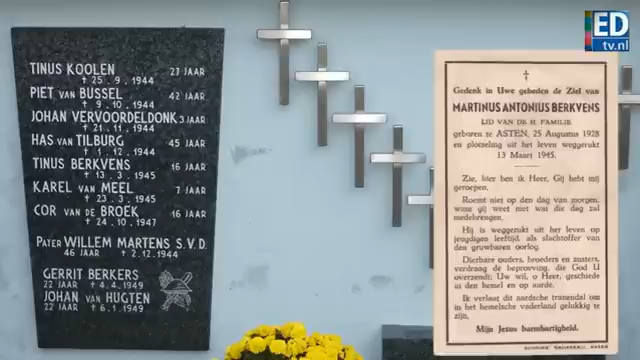 TINUS KOOLEN 27 JAAR
✝ 25.9.1944
PIET VAN BUSSEL 42 JAAR
✝ 9.10.1944
JOHAN VERVOORDELDONK 3 JAAR
✝ 21.11.1944
HAS VAN TILBURG 45 JAAR
✝ 1.12.1944
TINUS BERKVENS 16 JAAR
✝ 13.3.1945
KAREL VAN MEEL 7 JAAR
✝ 23.3.1945
COR VAN DE BROEK 16 JAAR
✝ 24.10.1947
PATER WILLEM MARTENS S.V.D.
46 JAAR ✝ 2.12.1944
GERRIT BERKERS
22 JAAR ✝ 4.4.1949
JOHAN VAN HUGTEN
22 JAAR ✝ 6.1.1949
ED
tv.nl
✝
Gedenk in Uwe gebeden de Ziel van
MARTINUS ANTONIUS BERKVENS
LID VAN DE H. FAMILIE
geboren te ASTEN, 25 Augustus 1928
en plotseling uit het leven weggerukt
13 Maart 1945.
Zie, hier ben ik Heer, Gij hebt mij
geroepen.
Roemt niet op den dag van morgen,
want gij weet niet wat die dag zal
medebrengen.
Hij is weggerukt uit het leven op
jeugdigen leeftijd, als slachtoffer van
den gruwbaren oorlog.
Dierbare ouders, broeders en zusters,
verdraag de beproeving, die God U
overzendt; Uw wil, o Heer, geschiede
in den hemel en op aarde.
Ik verlaat dit aardsche tranendal om
in het hemelsche vaderland gelukkig te
zijn.
Mijn Jesus barmhartigheid.